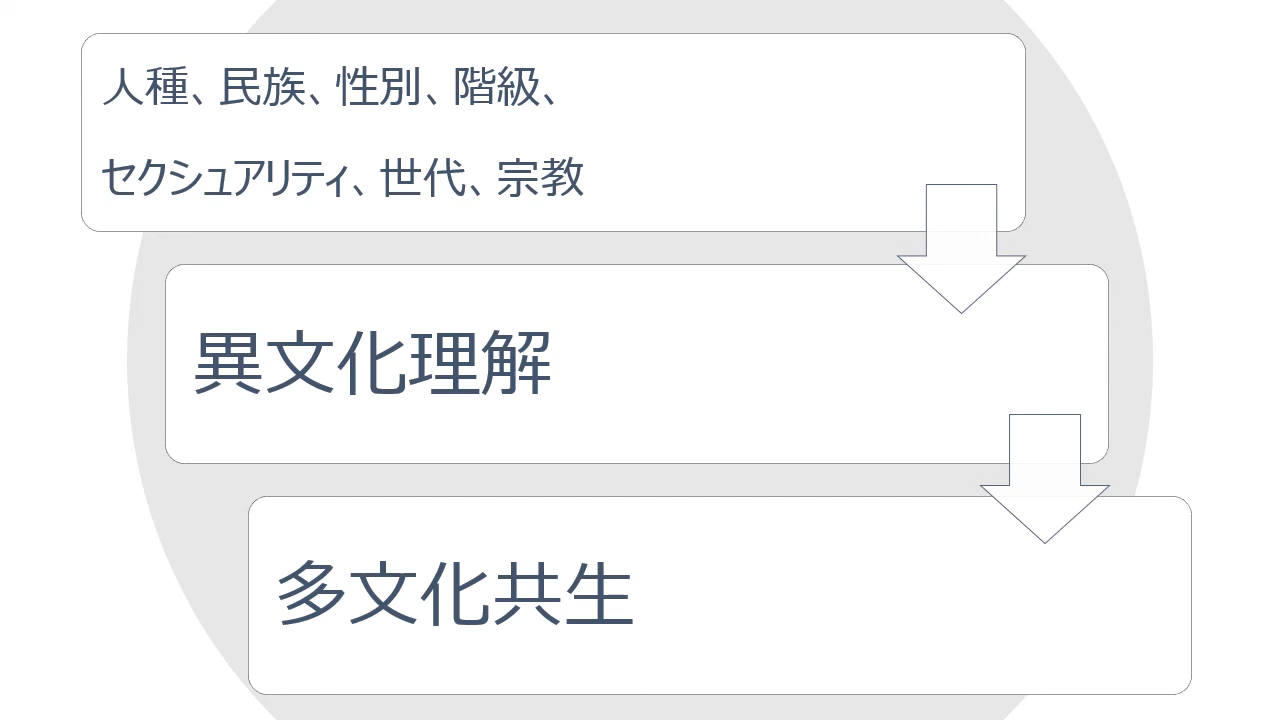 人種、民族、性別、階級、
セクシュアリティ、世代、宗教
異文化理解
多文化共生